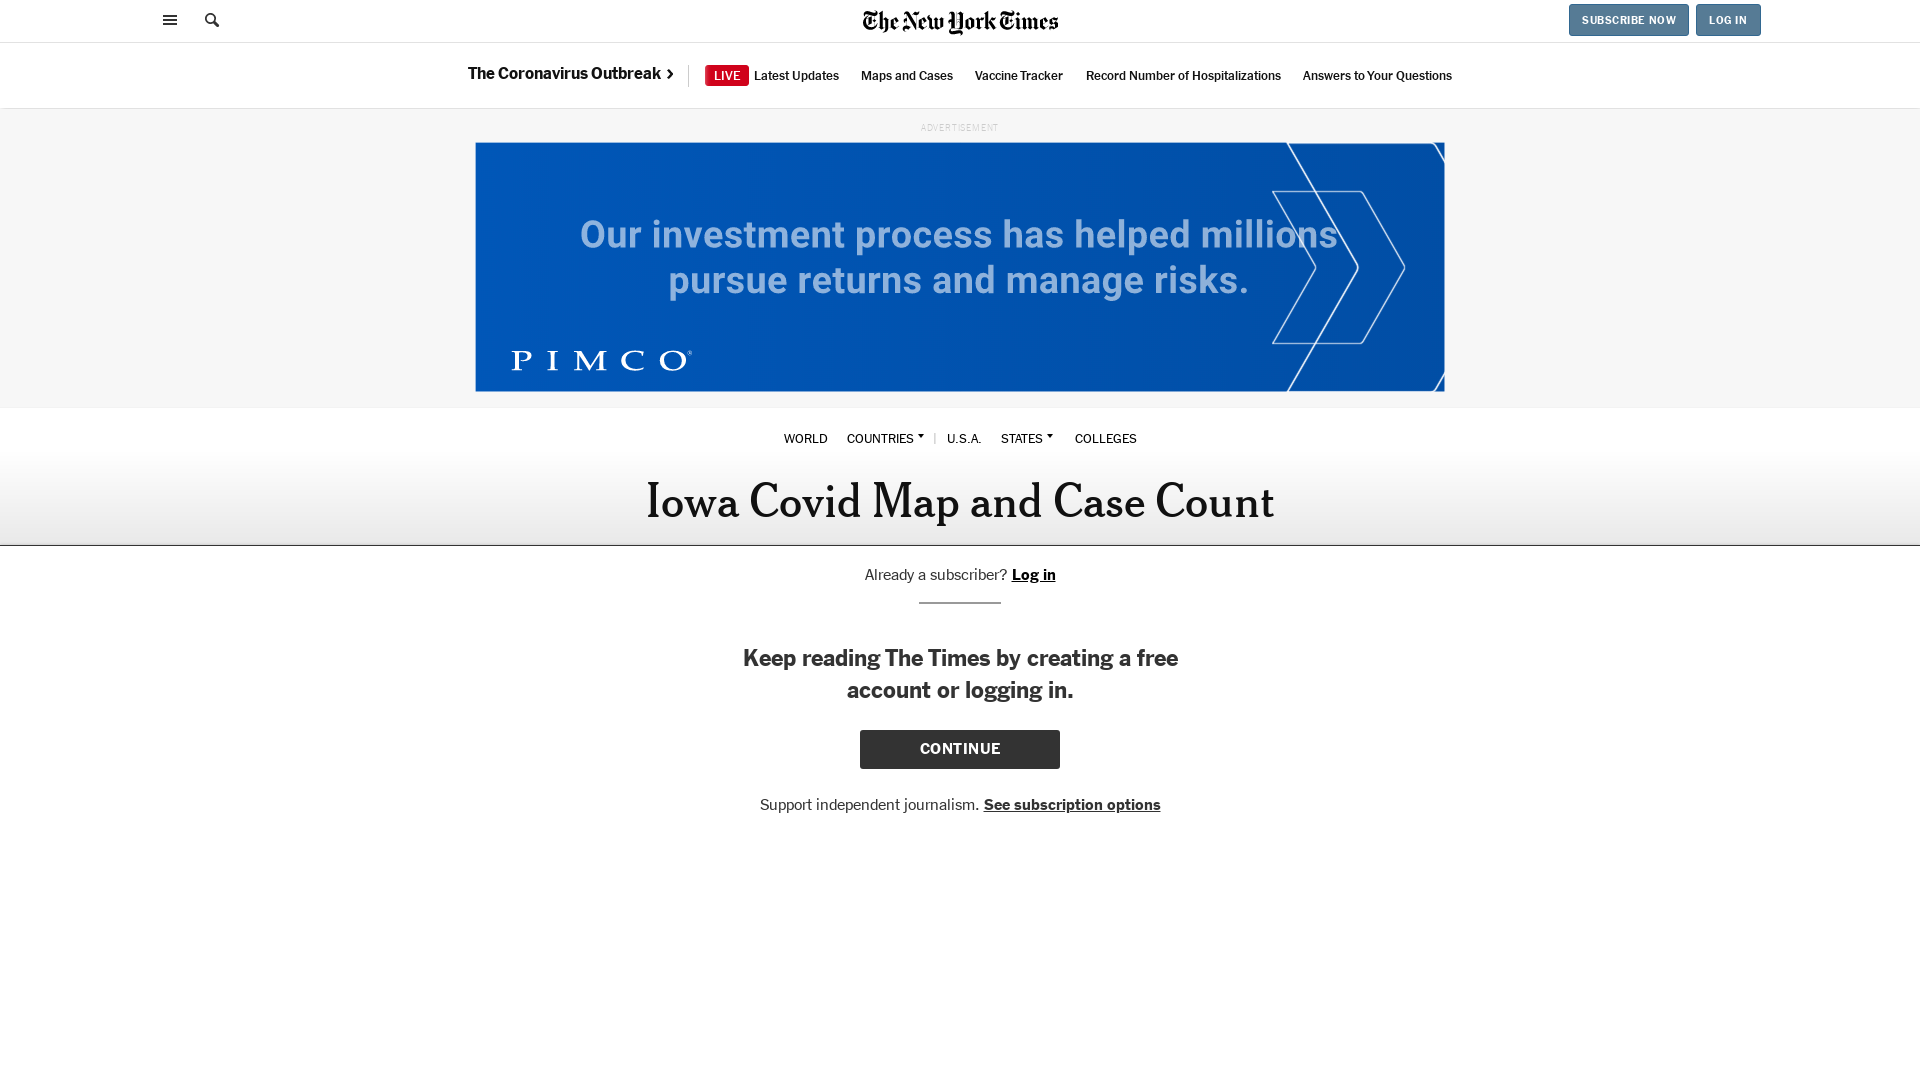 The New York Times
SUBSCRIBE NOW
LOG IN
The Coronavirus Outbreak
LIVE Latest Updates
Maps and Cases
Vaccine Tracker
Record Number of Hospitalizations
Answers to Your Questions
ADVERTISEMENT
Our investment process has helped millions
pursue returns and manage risks.
PIMCO®
WORLD COUNTRIES | U.S.A. STATES COLLEGES
Iowa Covid Map and Case Count
Already a subscriber? Log in
Keep reading The Times by creating a free
account or logging in.
CONTINUE
Support independent journalism. See subscription options